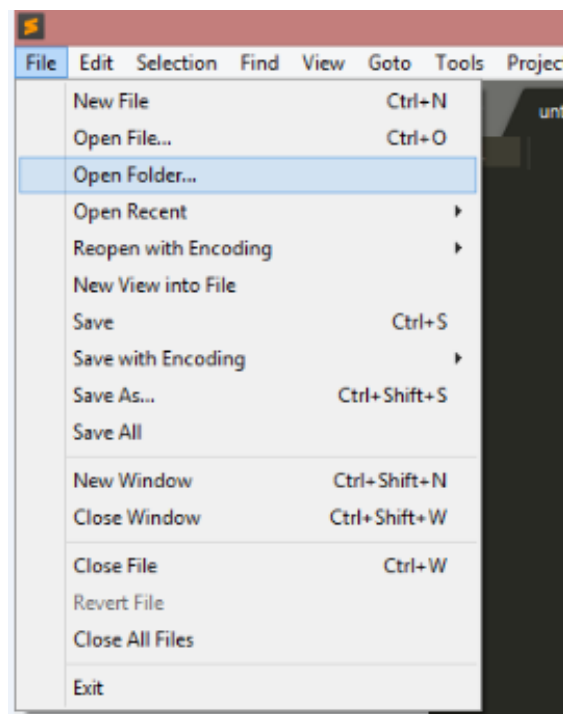 File Edit Selection Find View Goto Tools Projec
unt
New File Ctrl+N
Open File... Ctrl+O
Open Folder...
Open Recent
Reopen with Encoding
New View into File
Save Ctrl+S
Save with Encoding
Save As... Ctrl+Shift+S
Save All
New Window Ctrl+Shift+N
Close Window Ctrl+Shift+W
Close File Ctrl+W
Revert File
Close All Files
Exit